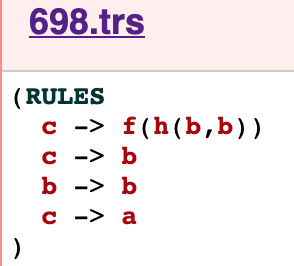 698.trs
(RULES
  c -> f(h(b,b))
  c -> b
  b -> b
  c -> a
)